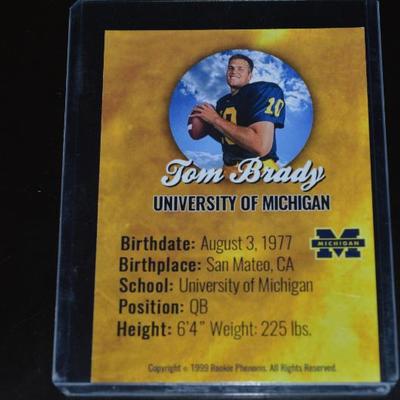 10
Tom Brady
UNIVERSITY OF MICHIGAN
MICHIGAN
Birthdate: August 3, 1977
Birthplace: San Mateo, CA
School: University of Michigan
Position: QB
Height: 6'4” Weight: 225 lbs.
Copyright © 1999 Rookie Phenoms. All Rights Reserved.